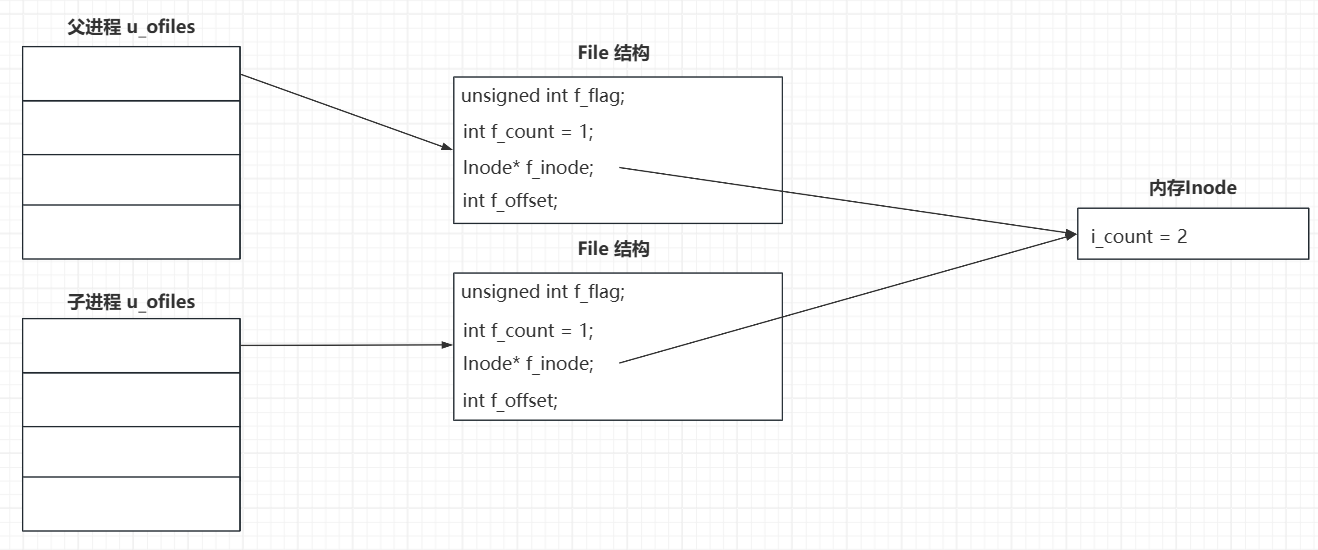 父进程 u_ofiles
File 结构
unsigned int f_flag;
int f_count = 1;
Inode* f_inode;
int f_offset;
内存Inode
i_count = 2
File 结构
unsigned int f_flag;
int f_count = 1;
Inode* f_inode;
int f_offset;
子进程 u_ofiles